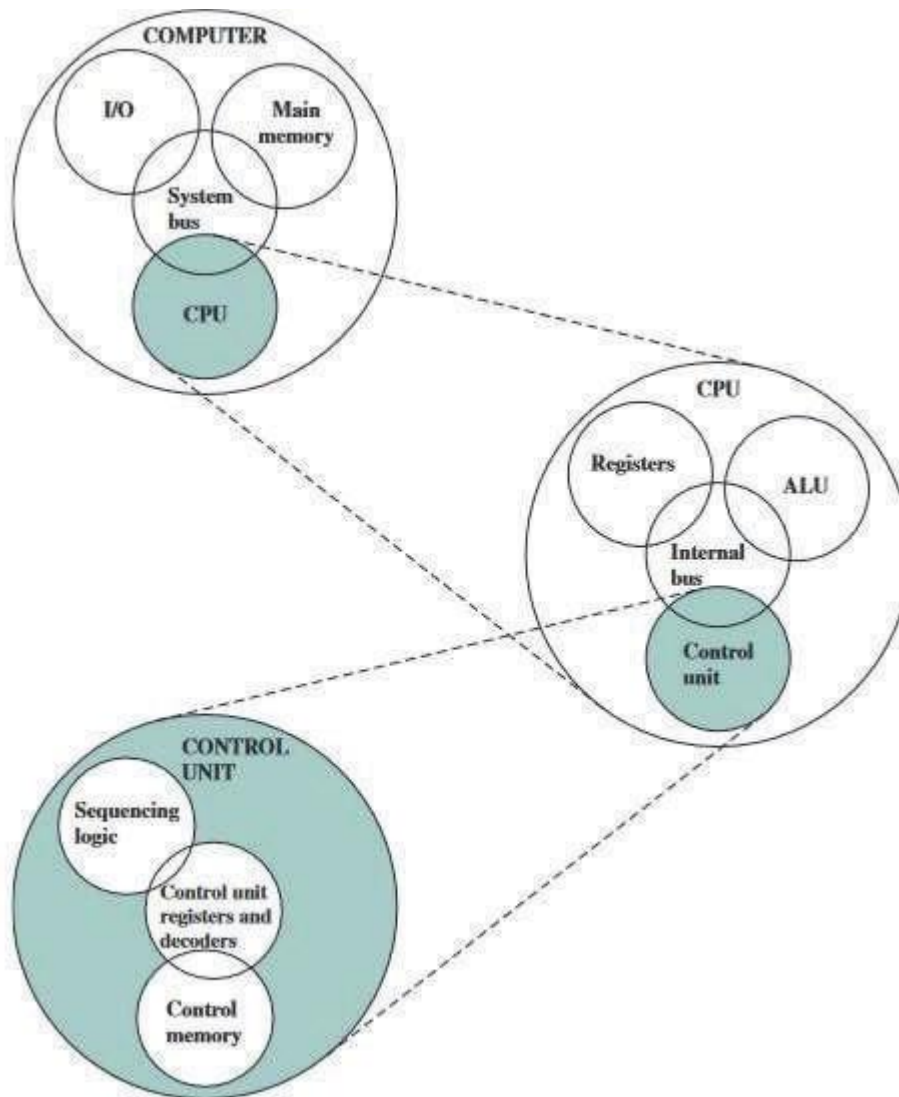 COMPUTER
I/O
Main
memory
System
bus
CPU
CPU
Registers
ALU
Internal
bus
Control
unit
CONTROL
UNIT
Sequencing
logic
Control unit
registers and
decoders
Control
memory